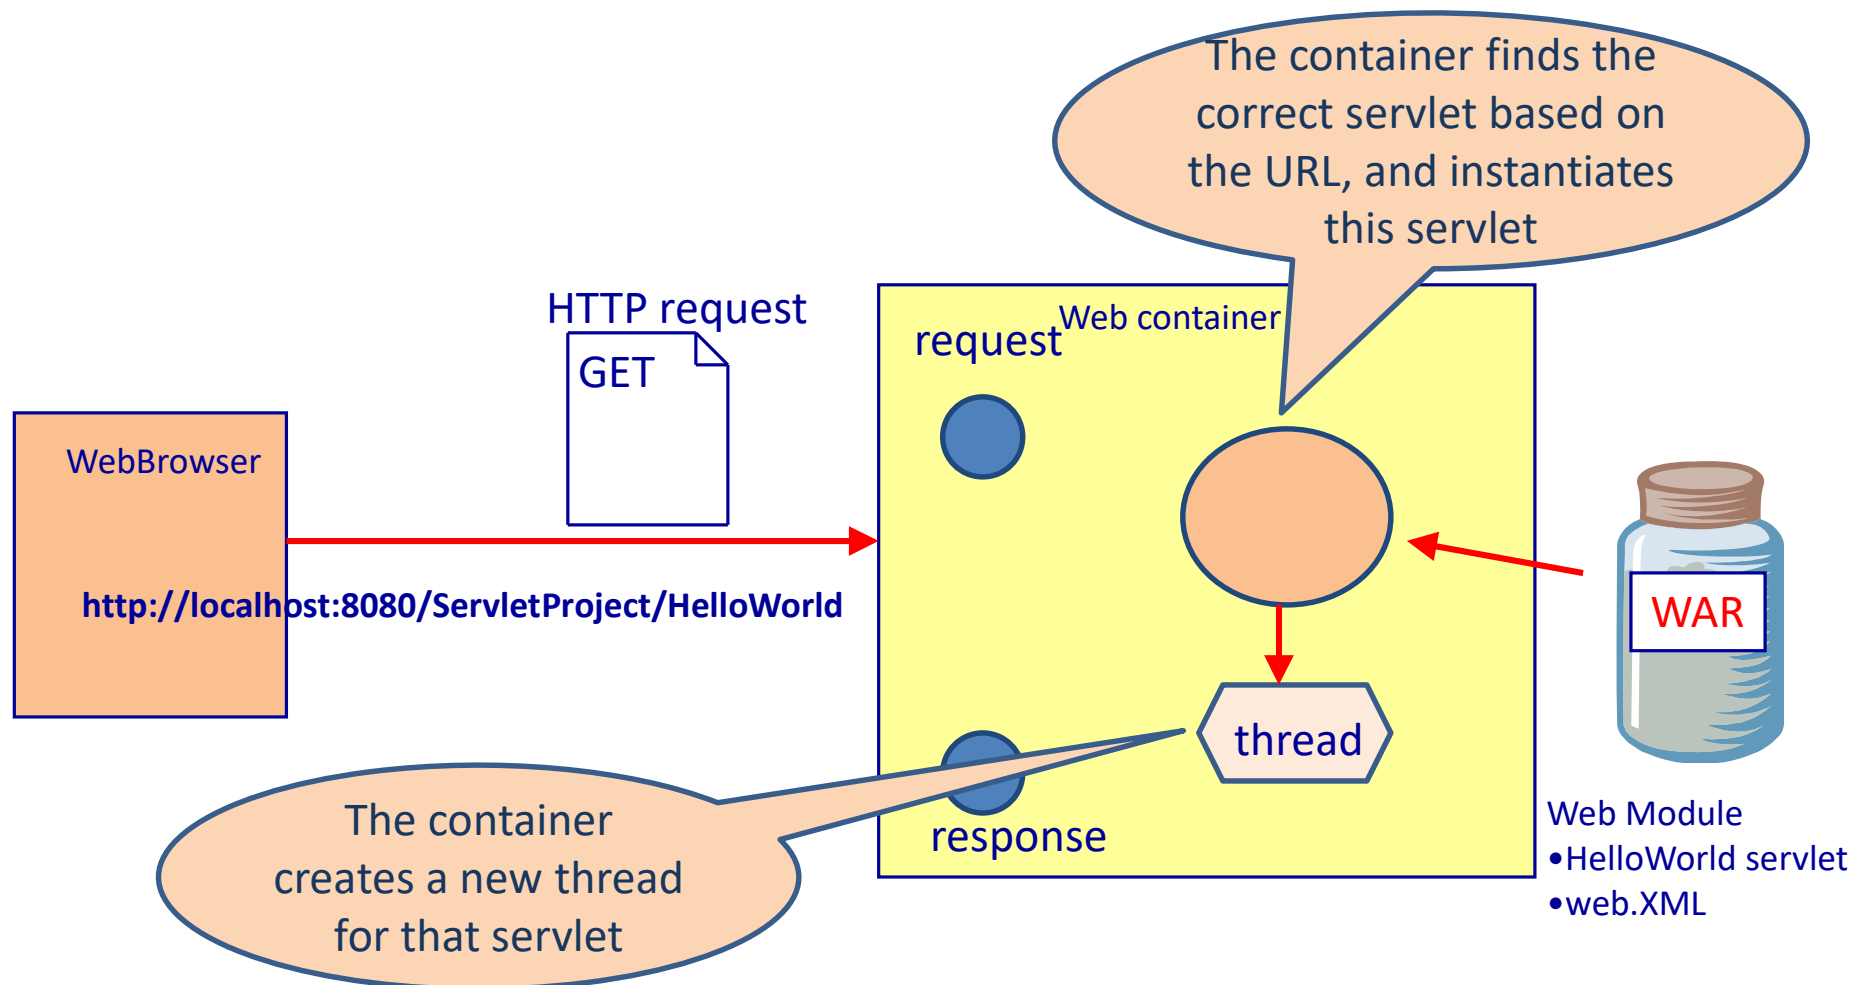 The container finds the
correct servlet based on
the URL, and instantiates
this servlet
HTTP request
GET
Web container
request
WebBrowser
http://localhost:8080/ServletProject/HelloWorld
WAR
thread
response
The container
creates a new thread
for that servlet
Web Module
•HelloWorld servlet
•web.XML